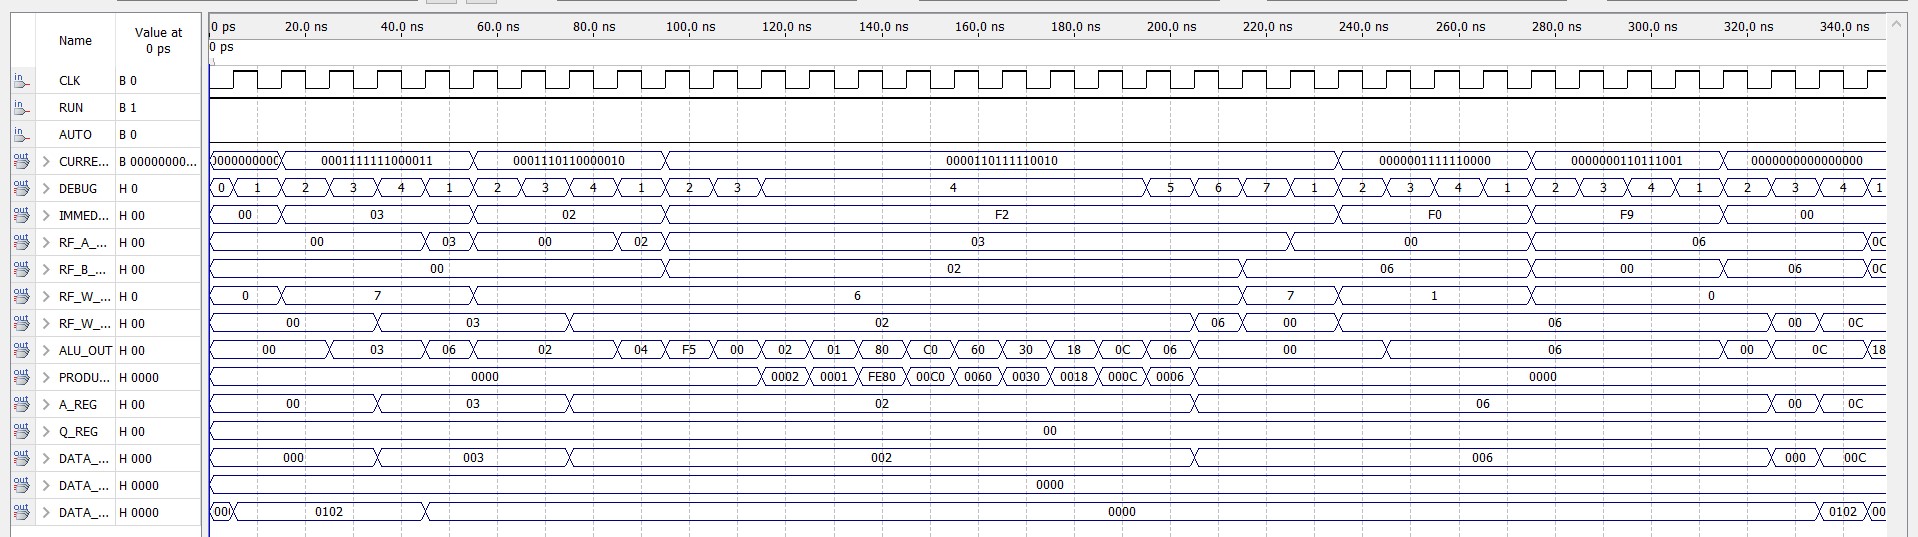 Name Value at 0 ps 0 ps 20.0 ns 40.0 ns 60.0 ns 80.0 ns 100.0 ns 120.0 ns 140.0 ns 160.0 ns 180.0 ns 200.0 ns 220.0 ns 240.0 ns 260.0 ns 280.0 ns 300.0 ns 320.0 ns 340.0 ns
0 ps
in CLK B 0
in RUN B 1
in AUTO B 0
out > CURRE... B 00000000... 0001111111000011 0001110110000010 0000110111110010 0000001111110000 0000000110111001 0000000000000000
out > DEBUG H 0 0 1 2 3 4 1 2 3 4 1 2 3 4 5 6 7 1 2 3 4 1 2 3 4 1 2 3 4 1
out > IMMED... H 00 00 03 02 F2 F0 F9 00
out > RF_A_... H 00 00 03 00 02 03 00 06 0C
out > RF_B_... H 00 00 02 06 00 06 0C
out > RF_W_... H 0 0 7 6 7 1 0
out > RF_W_... H 00 00 03 02 06 00 06 00 0C
out > ALU_OUT H 00 00 03 06 02 04 F5 00 02 01 80 C0 60 30 18 0C 06 00 06 00 0C 18
out > PRODU... H 0000 0000 0002 0001 FE80 00C0 0060 0030 0018 000C 0006 0000
out > A_REG H 00 00 03 02 06 00 0C
out > Q_REG H 00 00
out > DATA_... H 000 000 003 002 006 000 00C
out > DATA_... H 0000 0000
out > DATA_... H 0000 00 0102 0000 0102 00